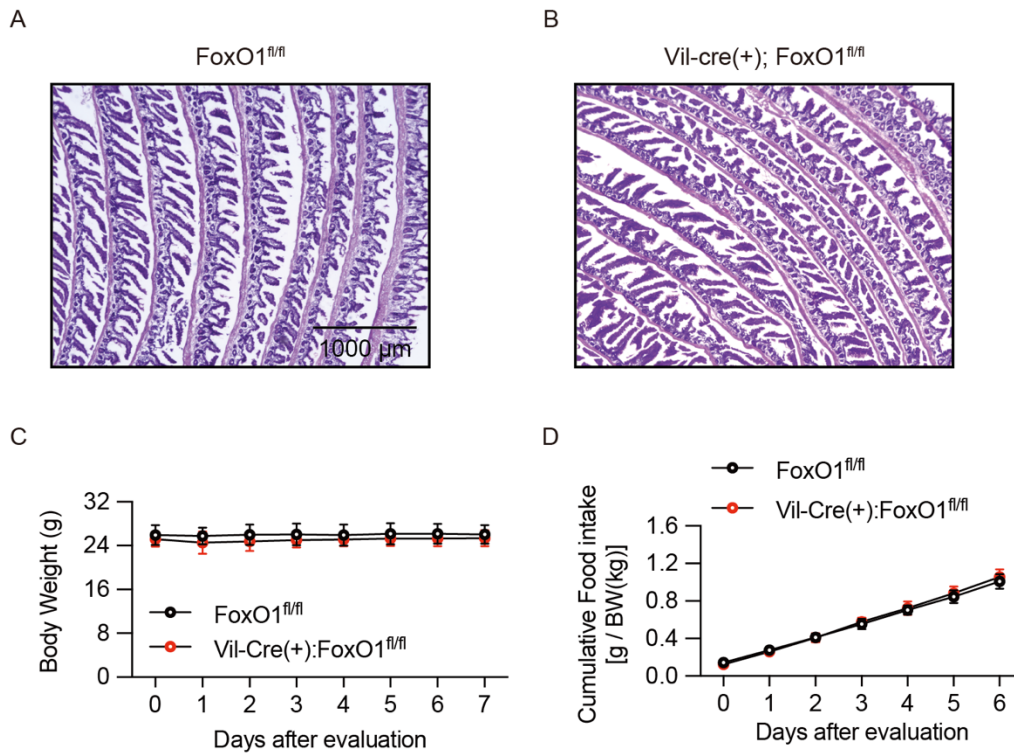 A
FoxO1fl/fl
1000 µm
B
Vil-cre(+); FoxO1fl/fl
C
Body Weight (g)
32
24
16
8
0
FoxO1fl/fl
Vil-Cre(+):FoxO1fl/fl
0 1 2 3 4 5 6 7
Days after evaluation
D
FoxO1fl/fl
Vil-Cre(+):FoxO1fl/fl
Cumulative Food intake
[g / BW(kg)]
1.6
1.2
0.8
0.4
0.0
0 1 2 3 4 5 6
Days after evaluation